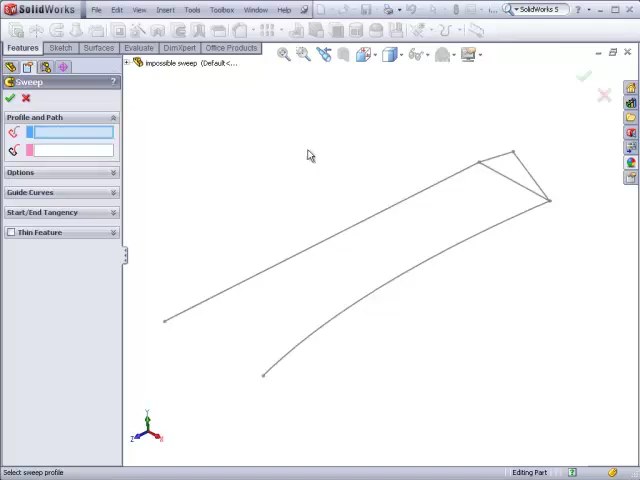 SolidWorks File Edit View Insert Tools Toolbox Window Help SolidWorks S
Features Sketch Surfaces Evaluate DimXpert Office Products
impossible sweep (Default<...
Sweep ?
Profile and Path
Options
Guide Curves
Start/End Tangency
Thin Feature
Y
Z X
Select sweep profile Editing Part ?